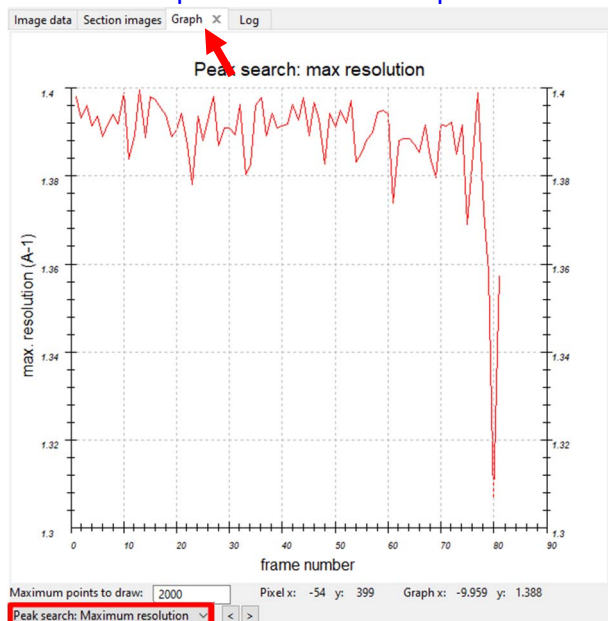 Image data Section images Graph X Log
Peak search: max resolution
1.4 1.4
1.38 1.38
1.36 1.36
1.34 1.34
1.32 1.32
1.3 1.3
max. resolution (A-1)
0 10 20 30 40 50 60 70 80 90
frame number
Maximum points to draw: 2000 Pixel x: -54 y: 399 Graph x: -9.959 y: 1.388
Peak search: Maximum resolution < >